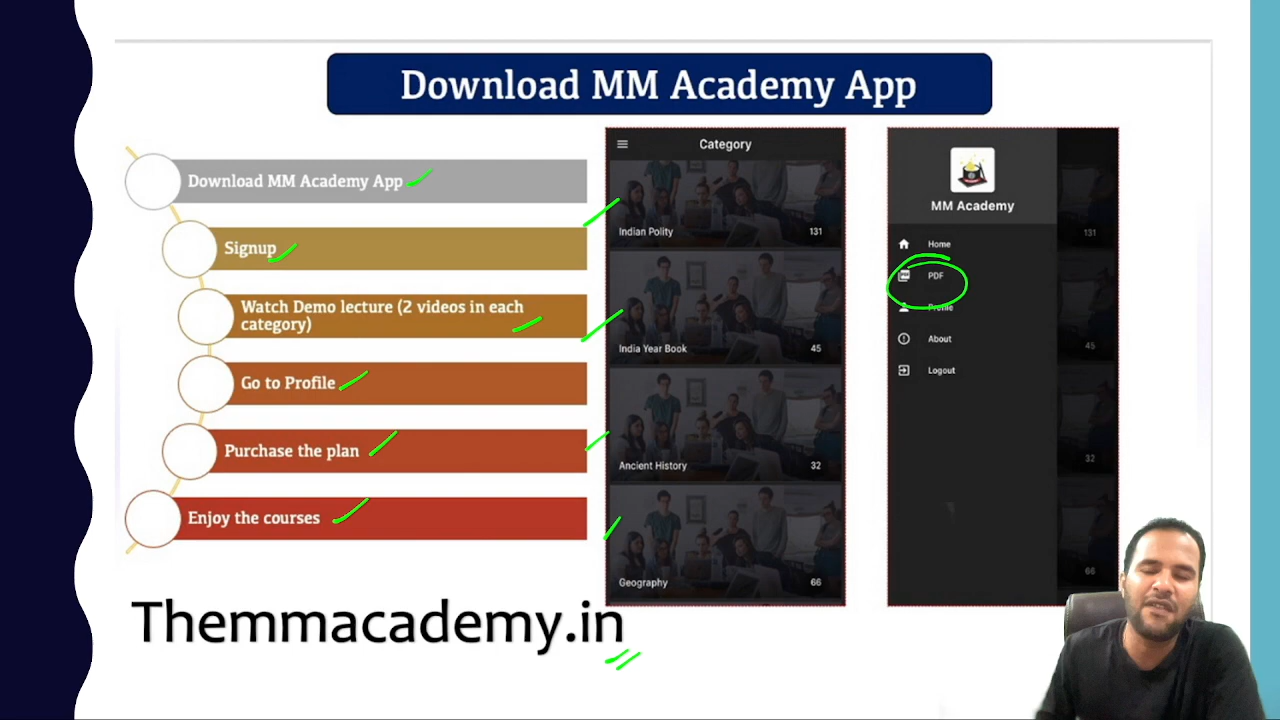 Download MM Academy App
Download MM Academy App
Signup
Watch Demo lecture (2 videos in each
category)
Go to Profile
Purchase the plan
Enjoy the courses
Themmacademy.in
Category
Indian Polity 131
India Year Book 45
Ancient History 32
Geography 66
MM Academy
Home
PDF
Profile
About
Logout
131
45
32
66